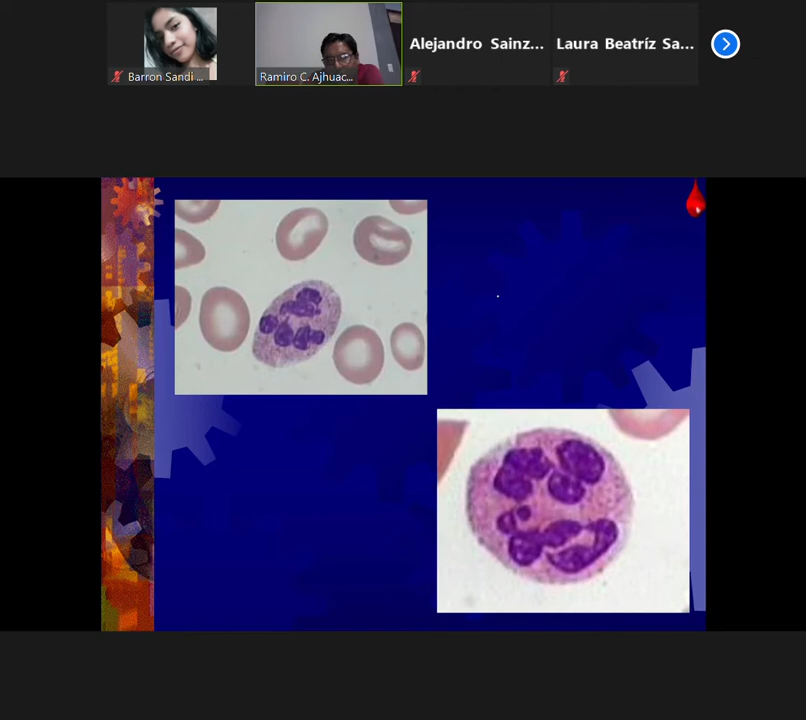 Alejandro Sainz...
Laura Beatríz Sa...
Barron Sandi ...
Ramiro C. Ajhuac...